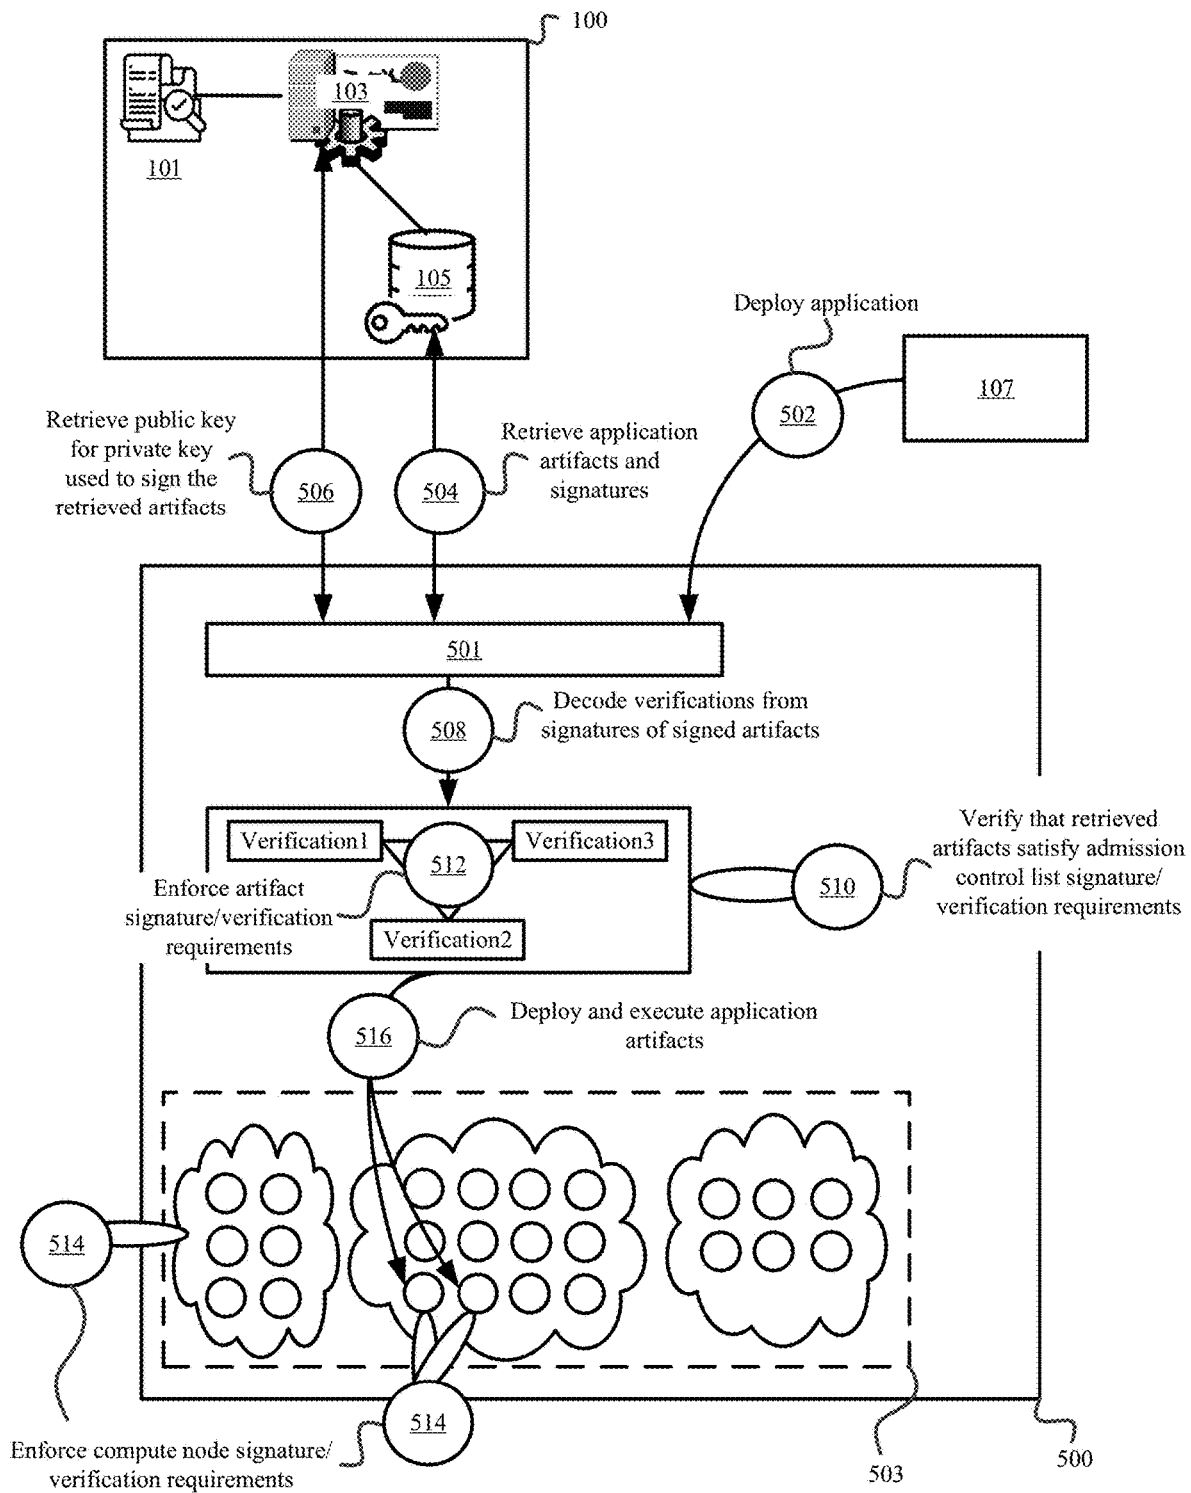 100
103
101
105
Deploy application
107
502
Retrieve public key
for private key
used to sign the
retrieved artifacts
506
504
Retrieve application
artifacts and
signatures
501
508
Decode verifications from
signatures of signed artifacts
Verification1
512
Verification3
Enforce artifact
signature/verification
requirements
Verification2
510
Verify that retrieved
artifacts satisfy admission
control list signature/
verification requirements
516
Deploy and execute application
artifacts
514
514
Enforce compute node signature/
verification requirements
503
500